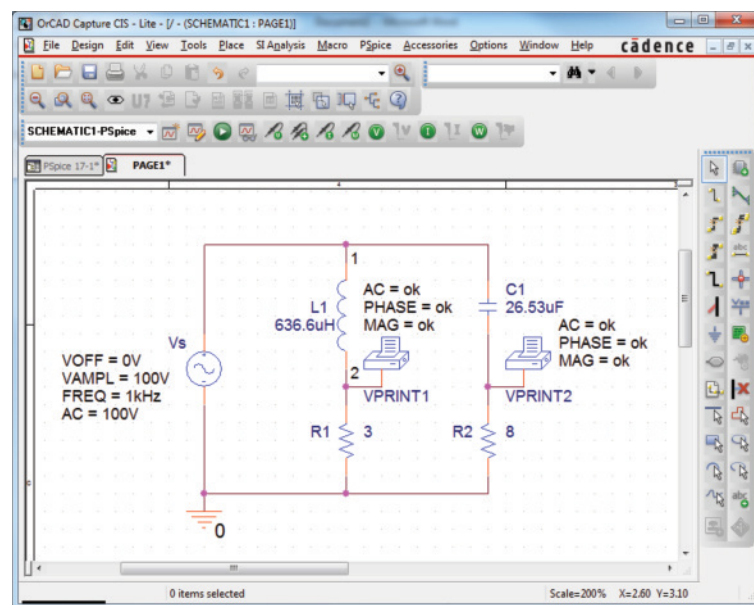 OrCAD Capture CIS - Lite - [/ - (SCHEMATIC1 : PAGE1)]
File Design Edit View Tools Place SI Analysis Macro PSpice Accessories Options Window Help cādence
U?
V I W
SCHEMATIC1-PSpice
PSpice 17-1* PAGE1*
4
1
AC = ok
PHASE = ok
MAG = ok
L1
636.6uH
C1
26.53uF
AC = ok
PHASE = ok
MAG = ok
Vs
VOFF = 0V
VAMPL = 100V
FREQ = 1kHz
AC = 100V
2
VPRINT1
VPRINT2
R1 3
R2 8
0
abc
abc
0 items selected Scale=200% X=2.60 Y=3.10